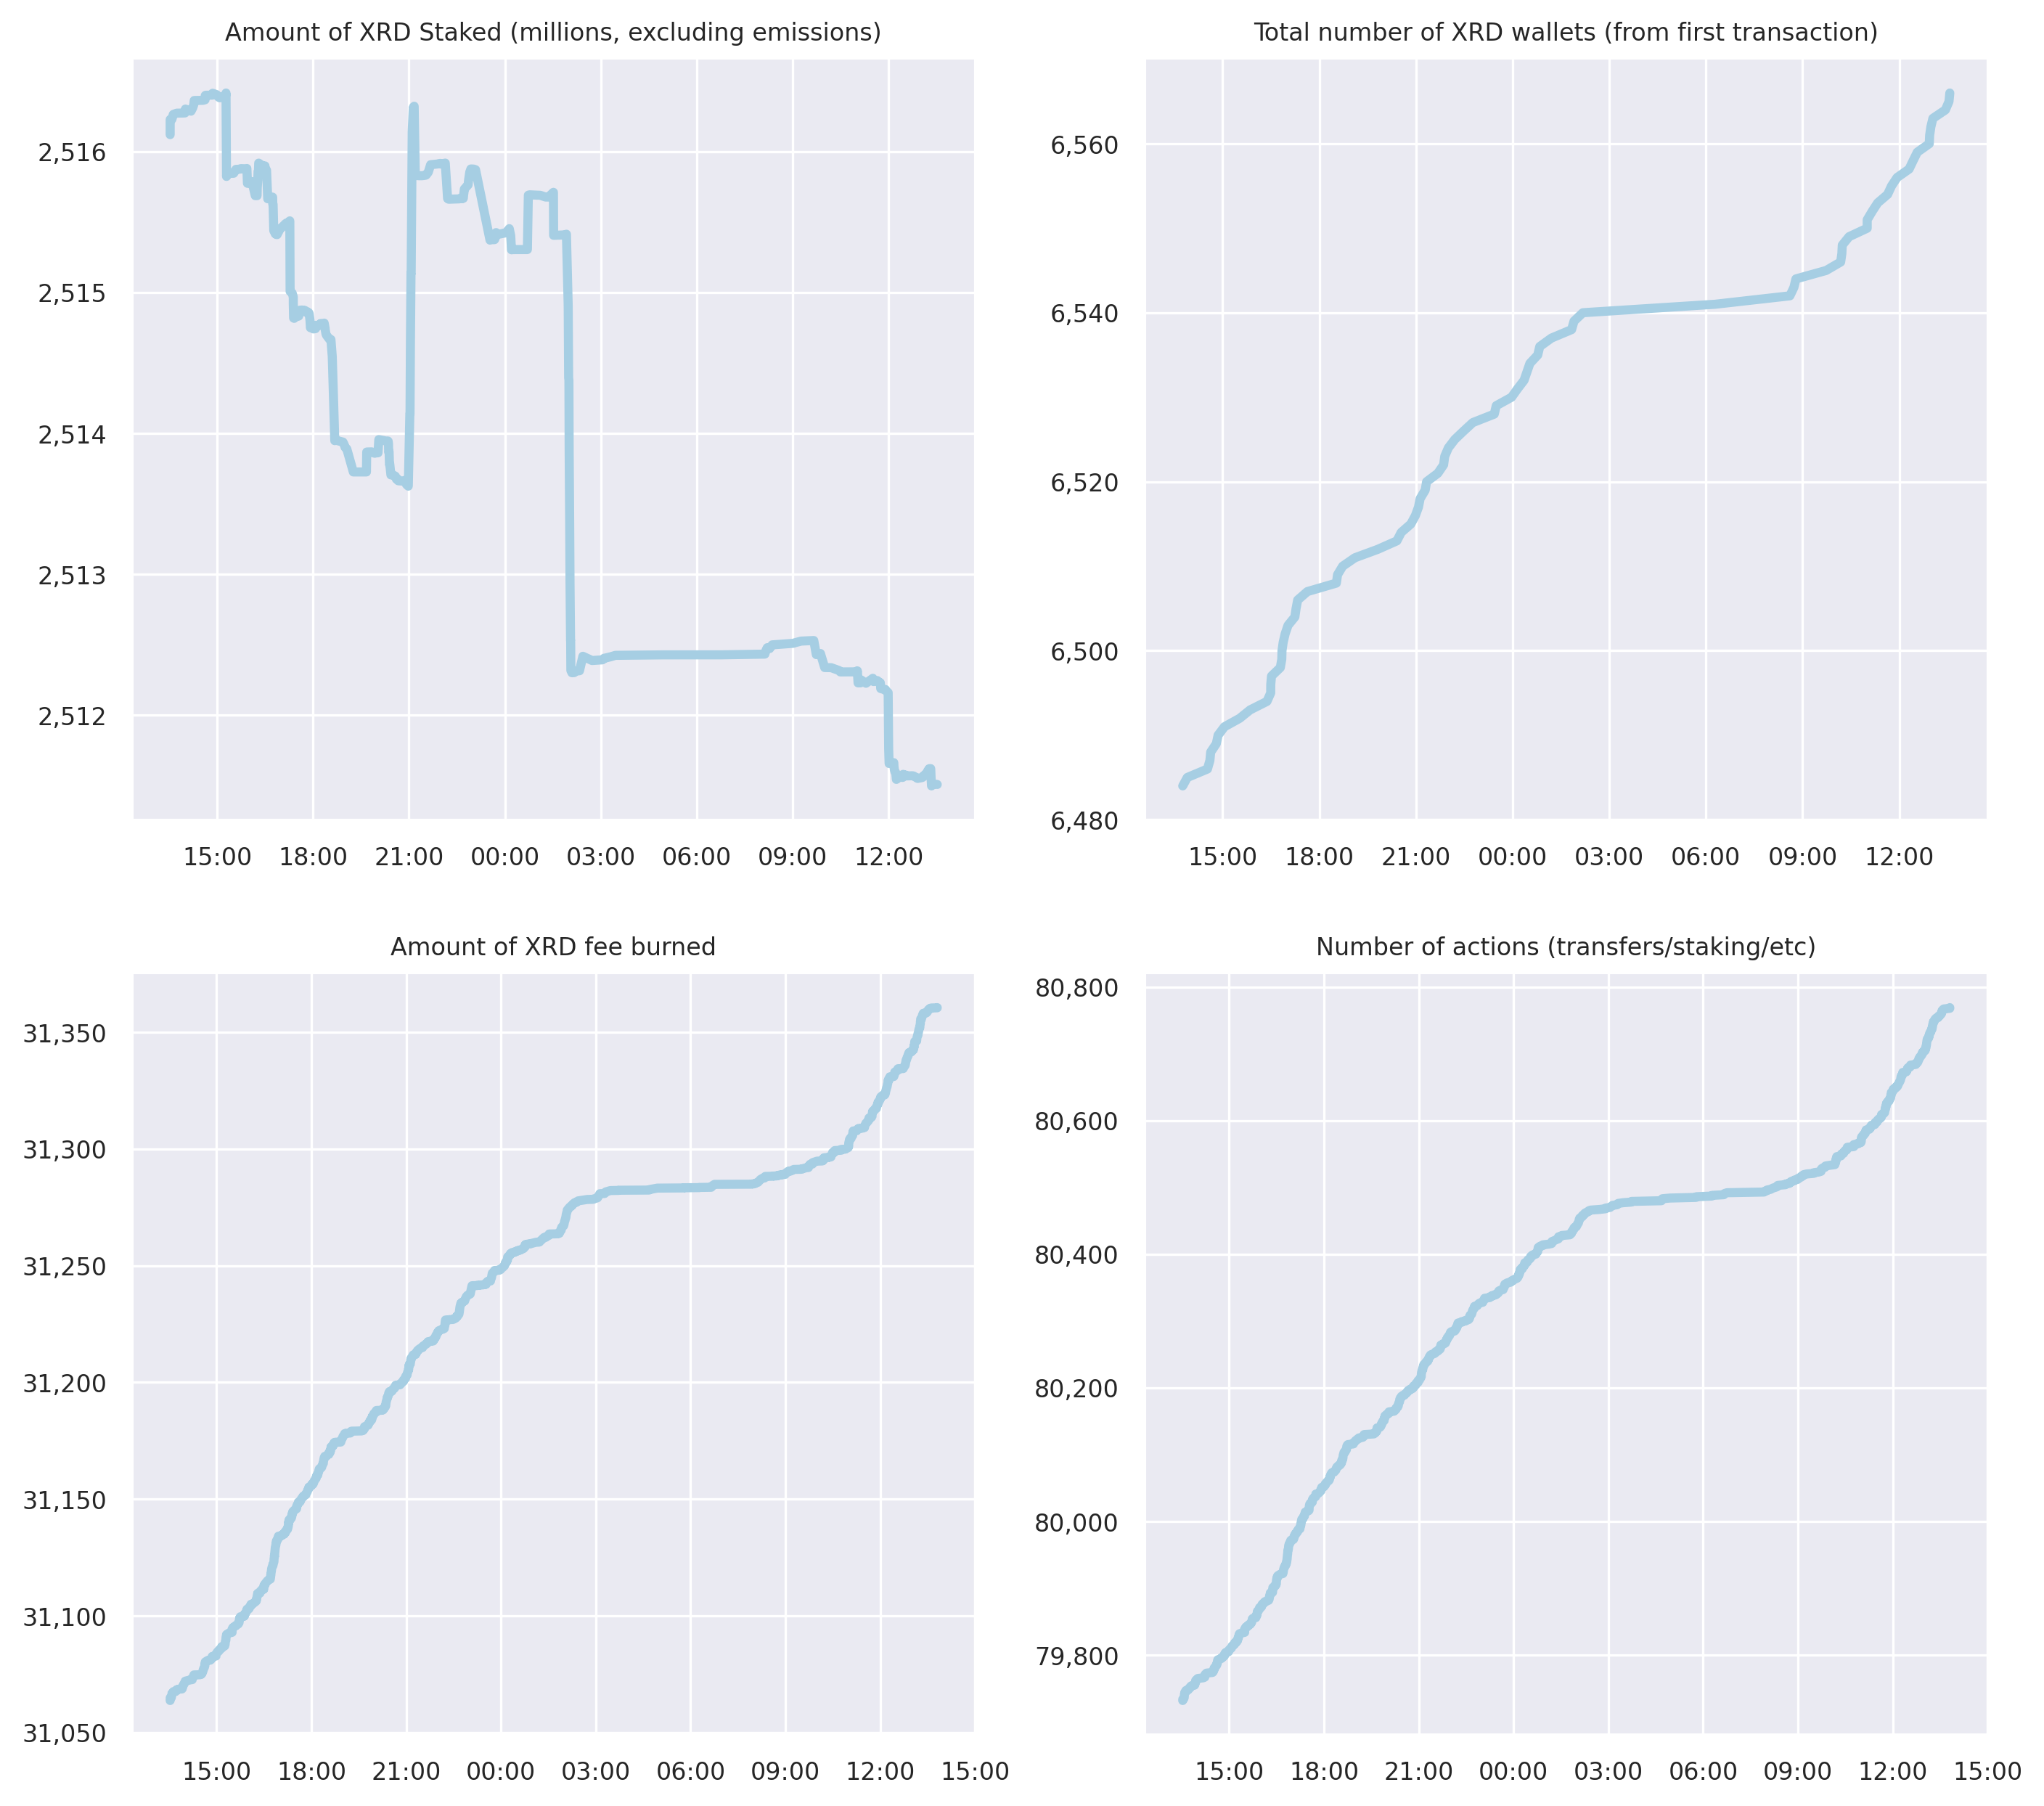 Amount of XRD Staked (millions, excluding emissions)
2,516
2,515
2,514
2,513
2,512
15:00 18:00 21:00 00:00 03:00 06:00 09:00 12:00
Total number of XRD wallets (from first transaction)
6,560
6,540
6,520
6,500
6,480
15:00 18:00 21:00 00:00 03:00 06:00 09:00 12:00
Amount of XRD fee burned
31,350
31,300
31,250
31,200
31,150
31,100
31,050
15:00 18:00 21:00 00:00 03:00 06:00 09:00 12:00 15:00
Number of actions (transfers/staking/etc)
80,800
80,600
80,400
80,200
80,000
79,800
15:00 18:00 21:00 00:00 03:00 06:00 09:00 12:00 15:00